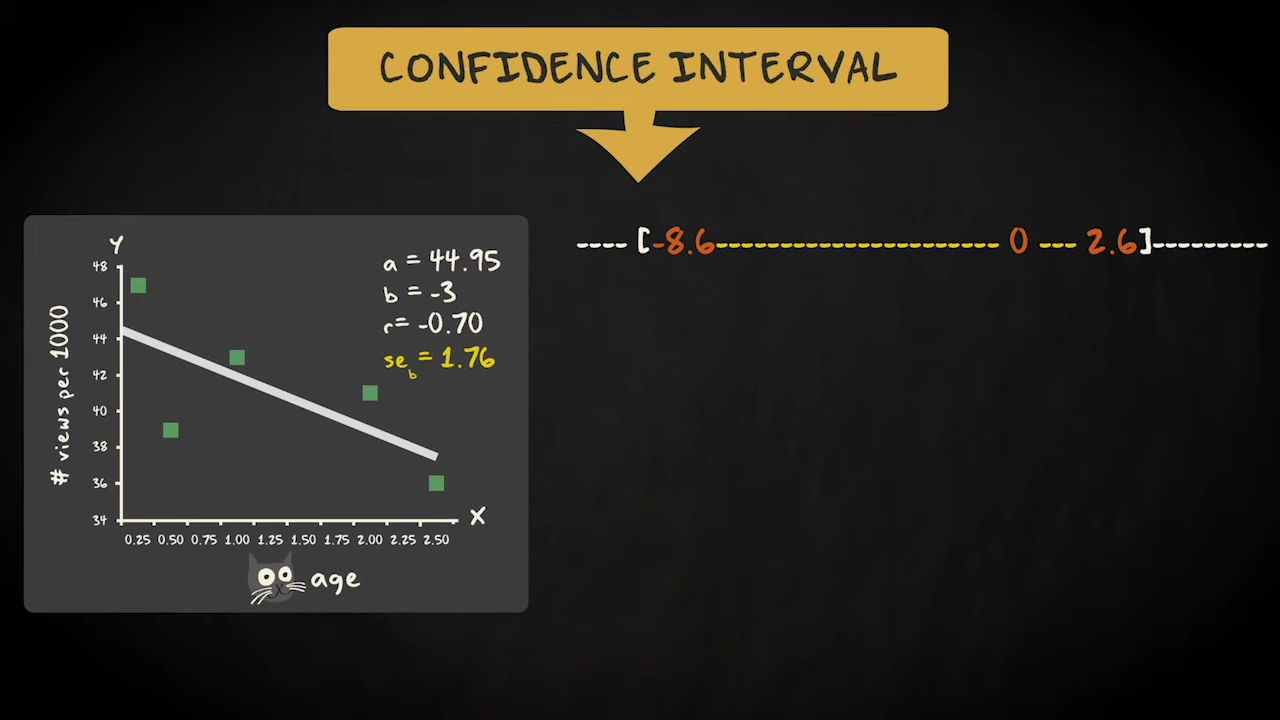 CONFIDENCE INTERVAL
---- [-8.6---------------------- 0 --- 2.6]---------
Y
a = 44.95
b = -3
r= -0.70
se_b = 1.76
# views per 1000
48
46
44
42
40
38
36
34
X
0.25 0.50 0.75 1.00 1.25 1.50 1.75 2.00 2.25 2.50
age